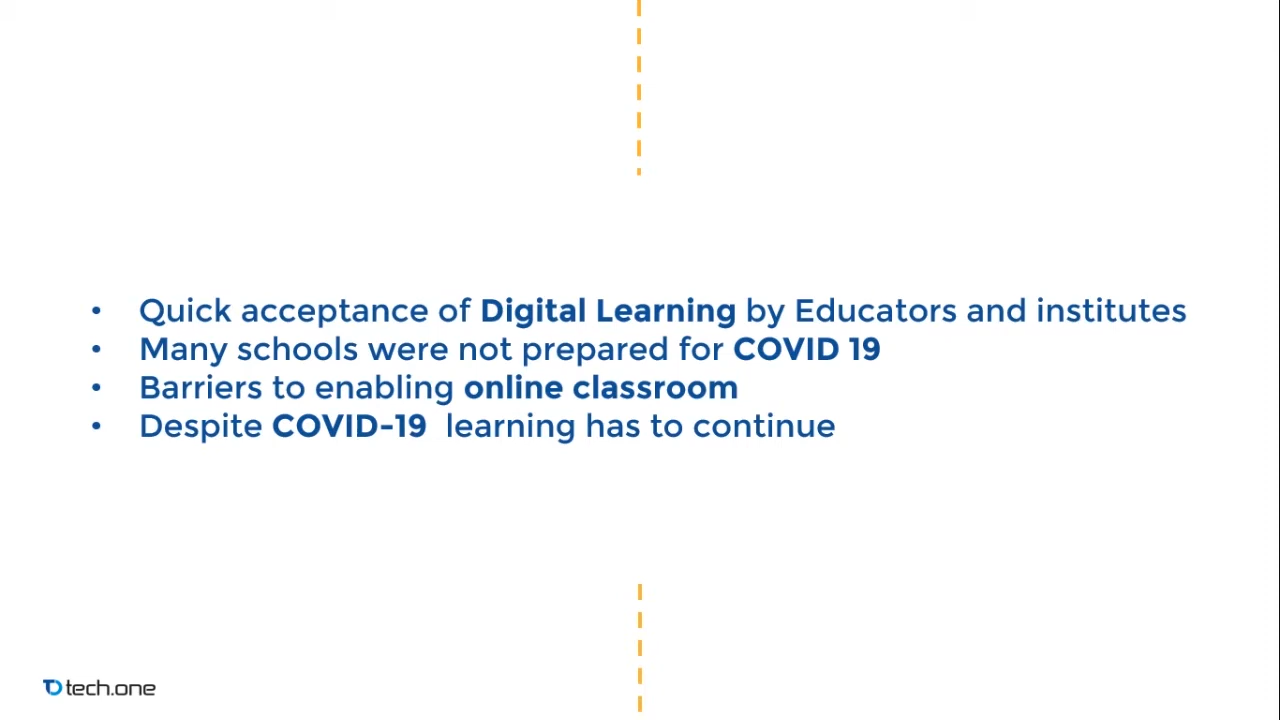 • Quick acceptance of Digital Learning by Educators and institutes
• Many schools were not prepared for COVID 19
• Barriers to enabling online classroom
• Despite COVID-19  learning has to continue
tech.one